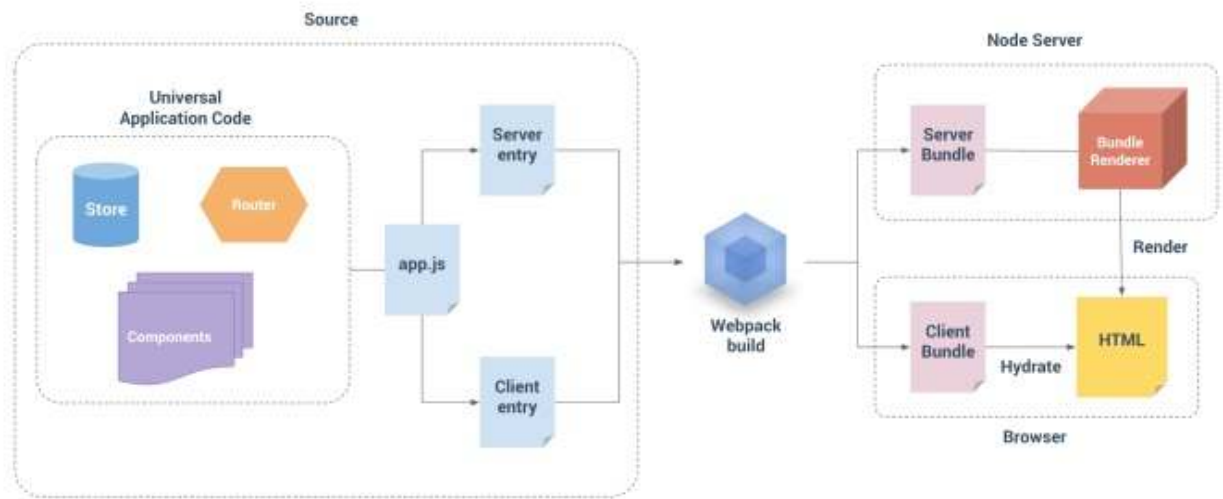 Source
Universal
Application Code
Store
Router
Components
app.js
Server
entry
Client
entry
Webpack
build
Node Server
Server
Bundle
Bundle
Renderer
Render
Client
Bundle
Hydrate
HTML
Browser